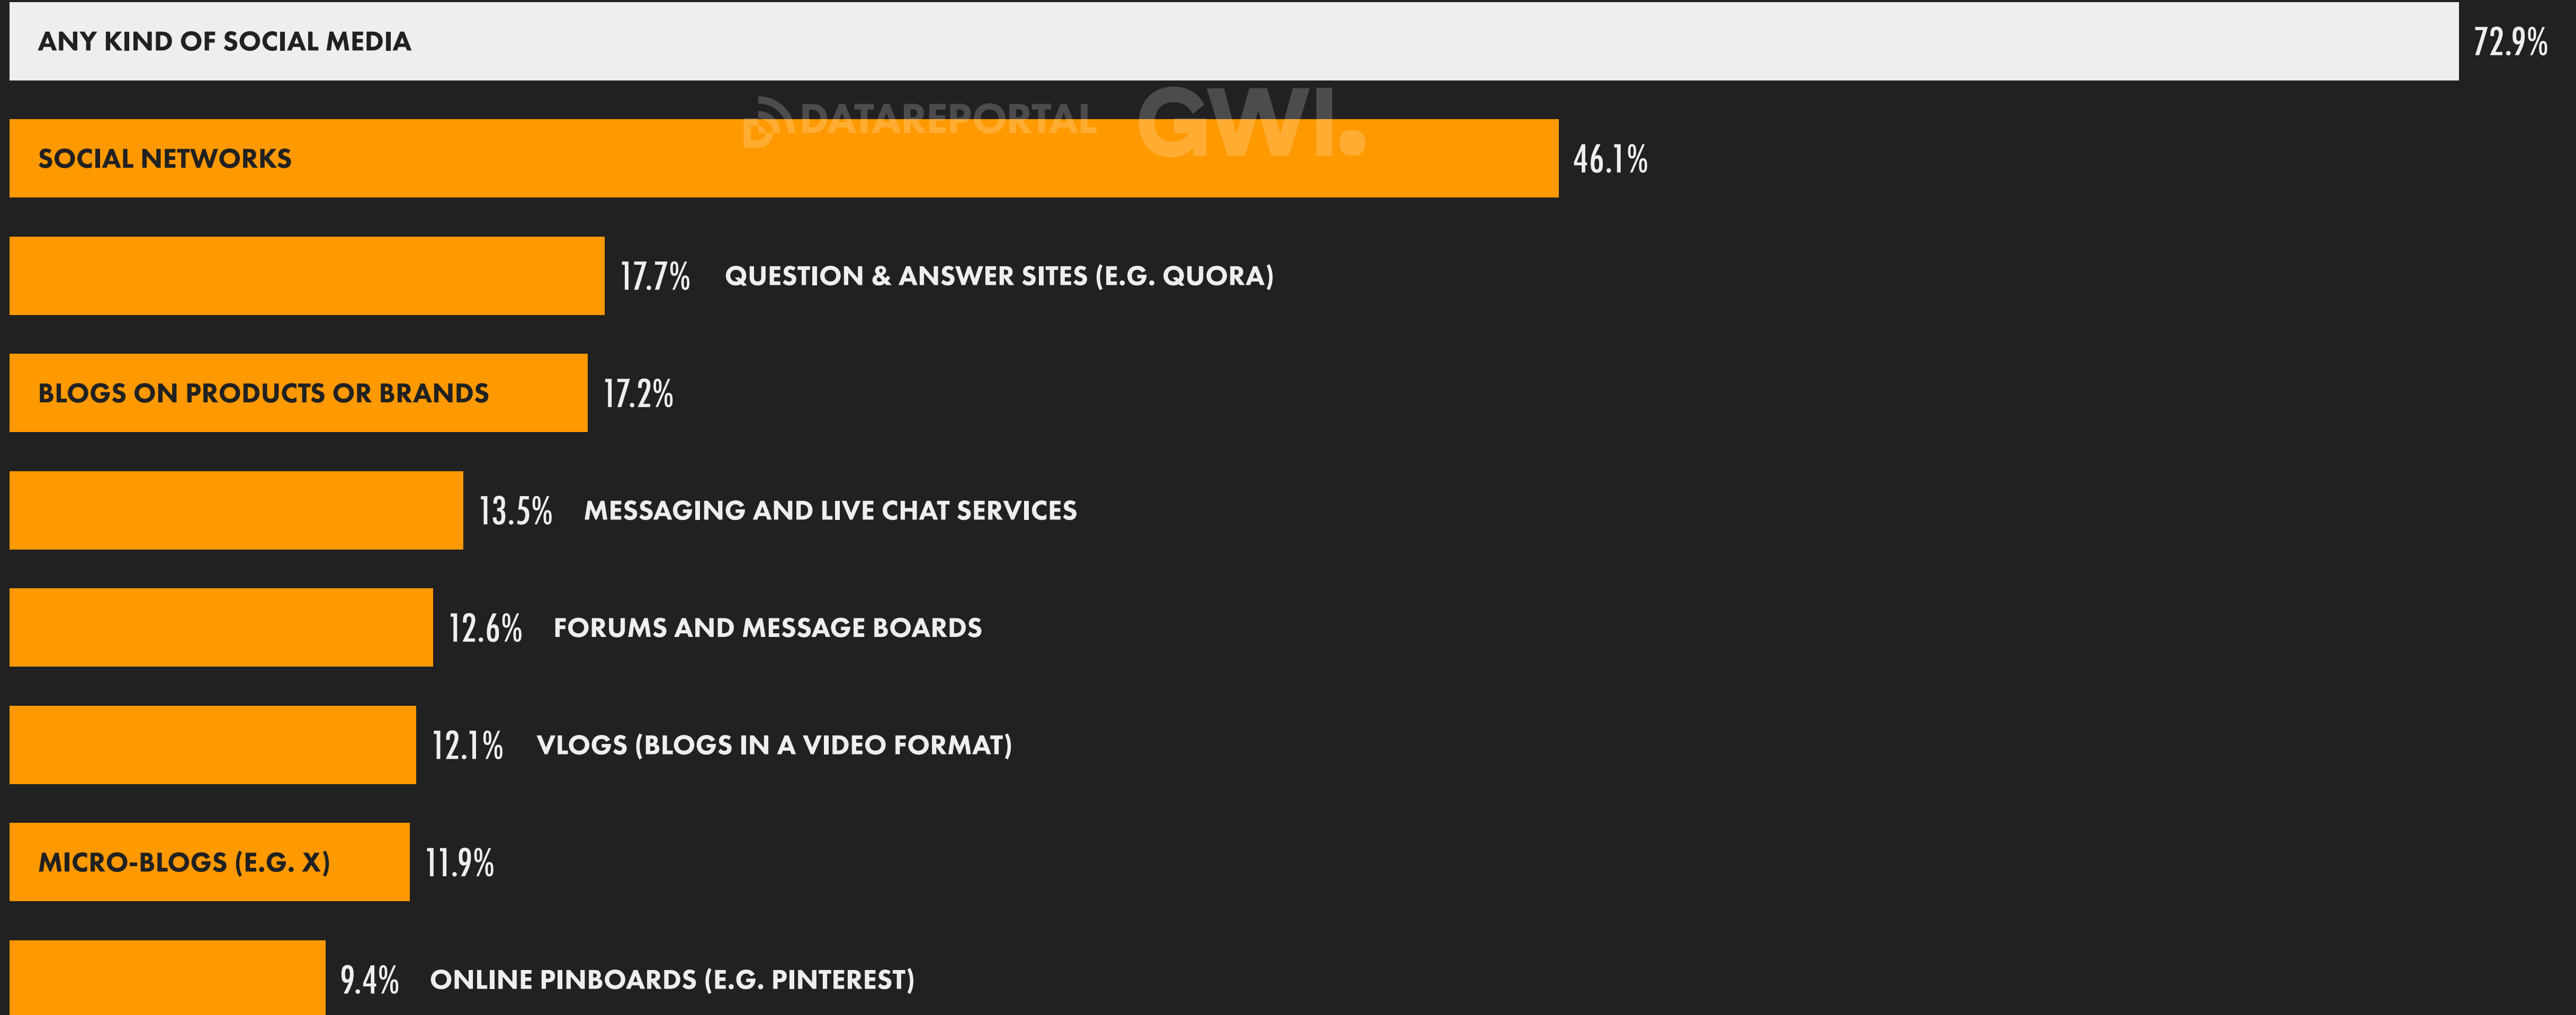 ANY KIND OF SOCIAL MEDIA 72.9%
DATAREPORTAL GWI.
SOCIAL NETWORKS 46.1%
17.7% QUESTION & ANSWER SITES (E.G. QUORA)
BLOGS ON PRODUCTS OR BRANDS 17.2%
13.5% MESSAGING AND LIVE CHAT SERVICES
12.6% FORUMS AND MESSAGE BOARDS
12.1% VLOGS (BLOGS IN A VIDEO FORMAT)
MICRO-BLOGS (E.G. X) 11.9%
9.4% ONLINE PINBOARDS (E.G. PINTEREST)